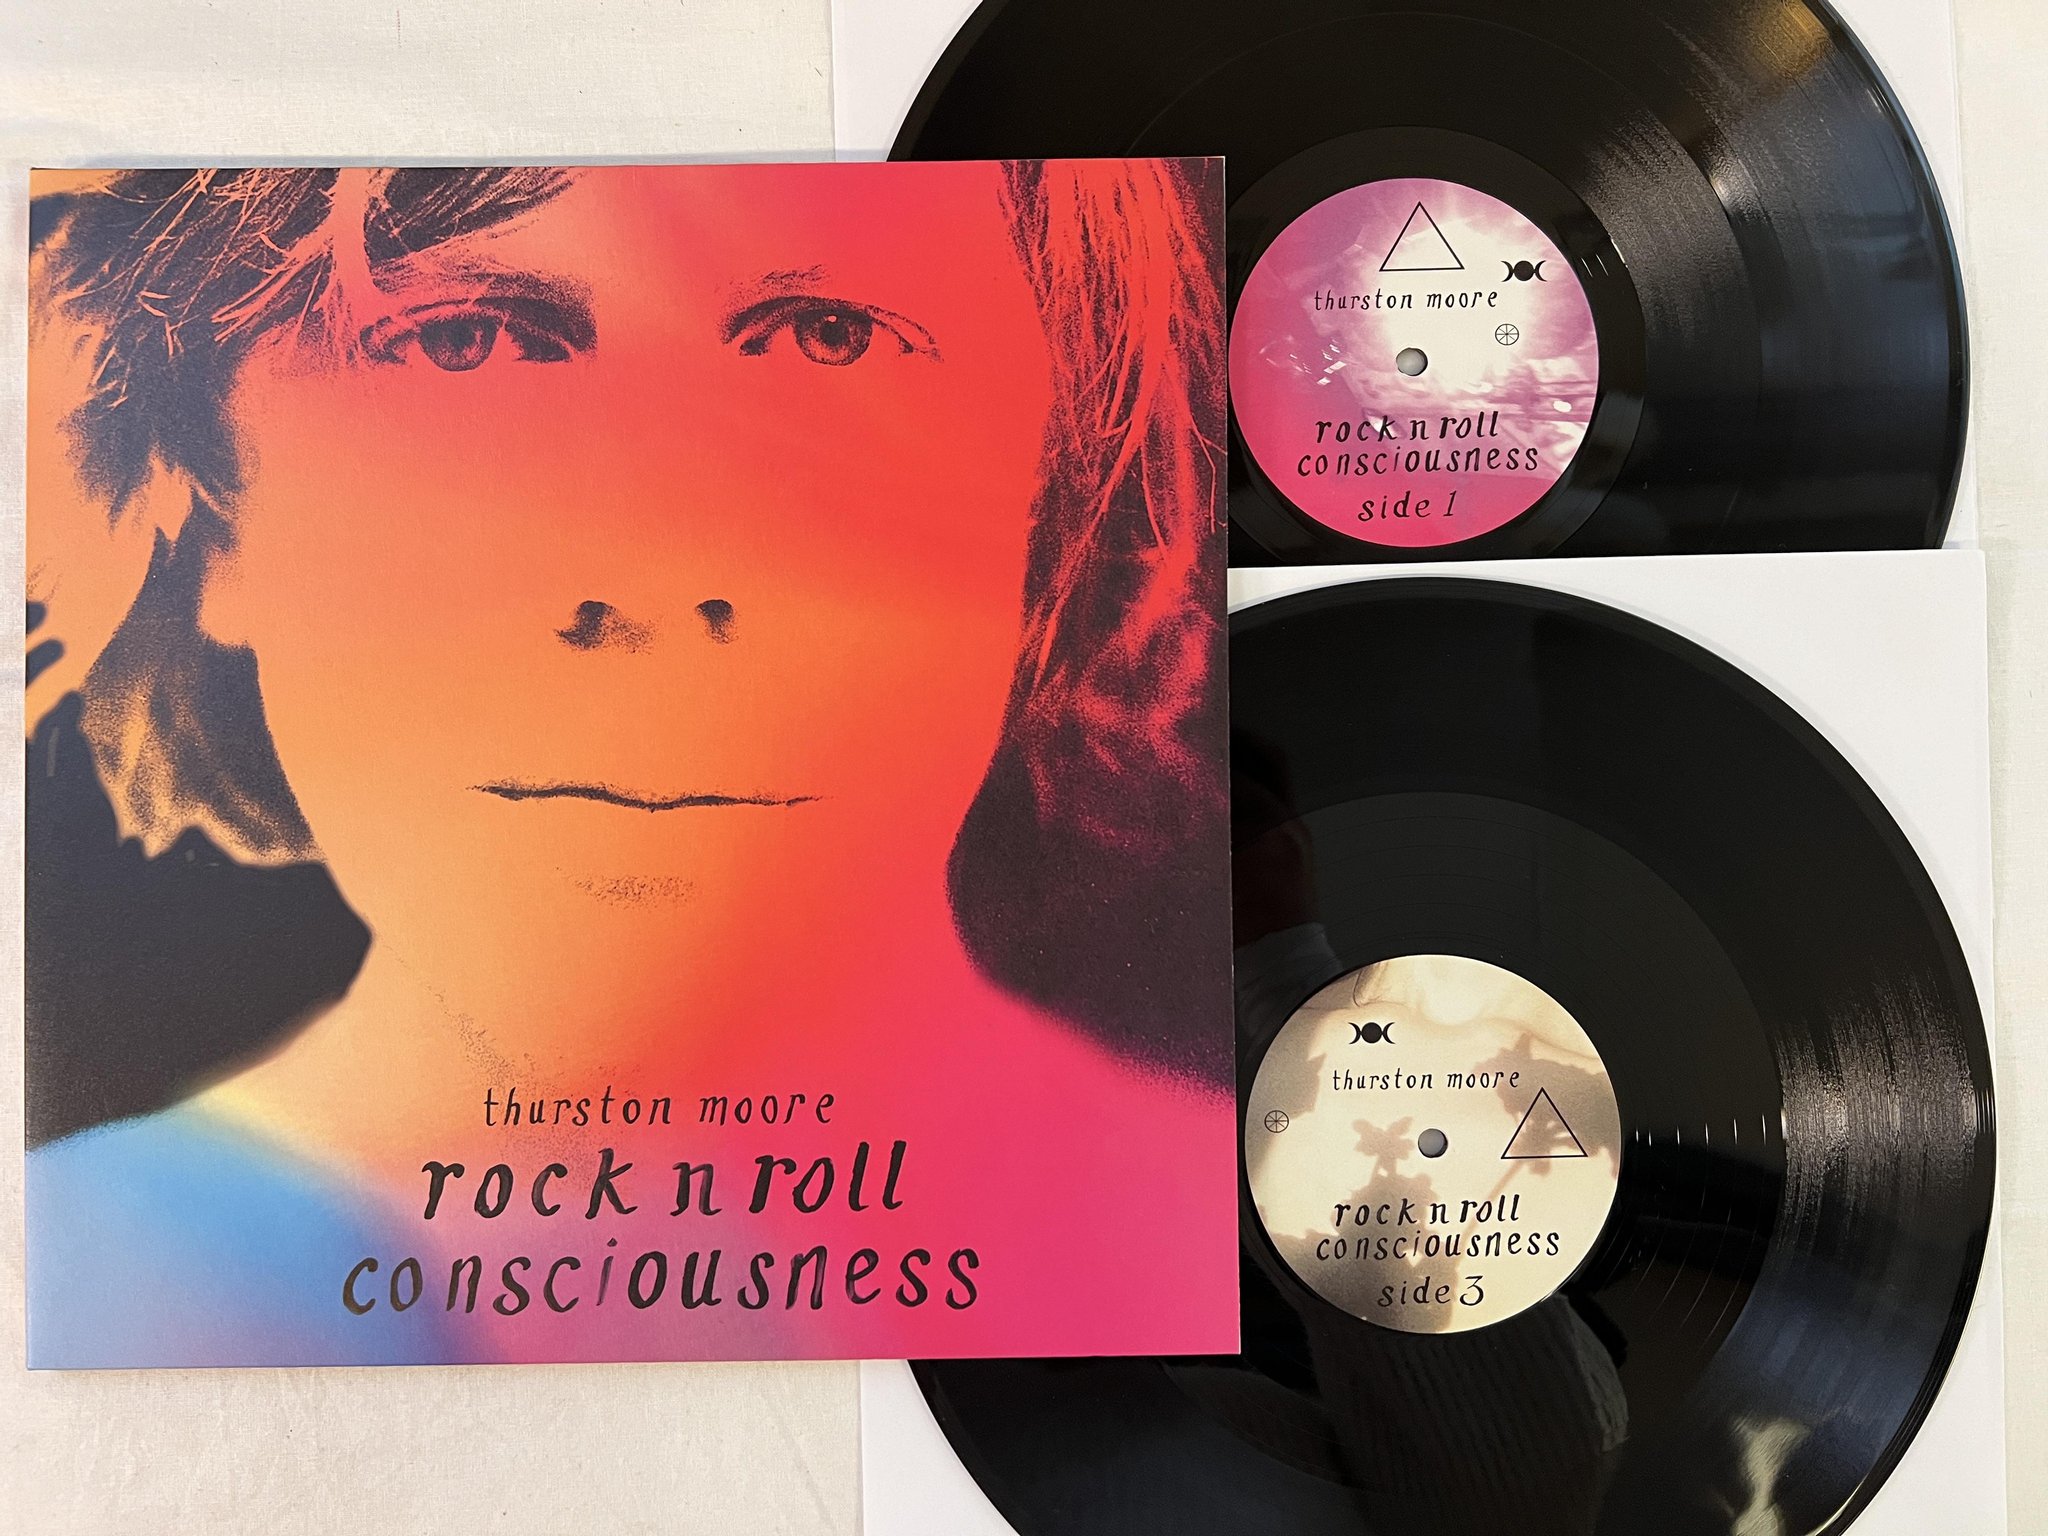 thurston moore
rock n roll
consciousness
thurston moore
rock n roll
consciousness
side 1
thurston moore
rock n roll
consciousness
side 3